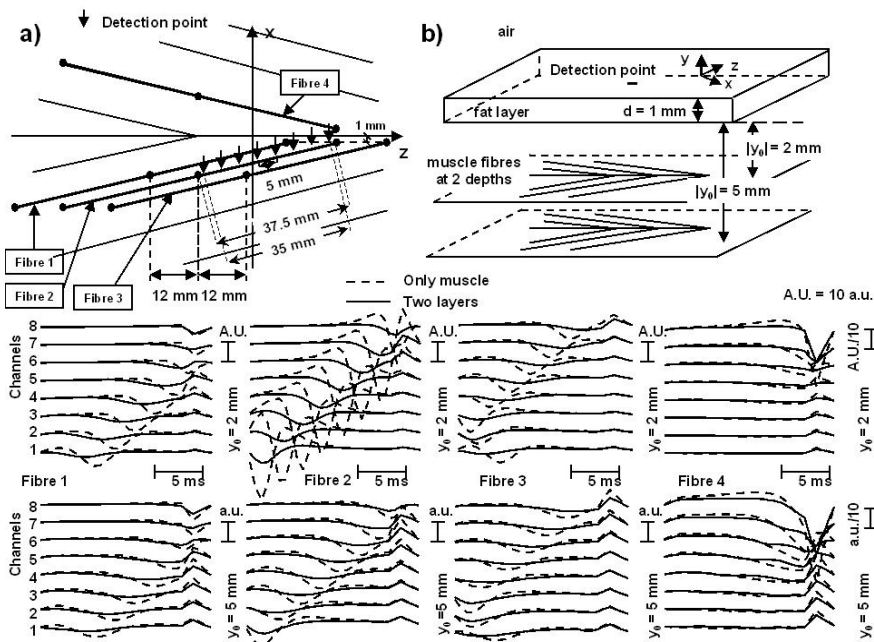 Detection point
a)
x
Fibre 4
1 mm
z
5 mm
37.5 mm
35 mm
Fibre 1
Fibre 2
Fibre 3
12 mm 12 mm
b)
air
y
z
x
Detection point
fat layer
d = 1 mm
|y₀| = 2 mm
muscle fibres
at 2 depths
|y₀| = 5 mm
Only muscle
Two layers
A.U. = 10 a.u.
Channels
8
7
6
5
4
3
2
1
A.U.
y₀ = 2 mm
A.U.
y₀ = 2 mm
A.U.
y₀ = 2 mm
A.U./10
y₀ = 2 mm
5 ms
5 ms
5 ms
5 ms
Fibre 1
Fibre 2
Fibre 3
Fibre 4
Channels
8
7
6
5
4
3
2
1
a.u.
y₀ = 5 mm
a.u.
y₀ = 5 mm
a.u.
y₀ = 5 mm
a.u./10
y₀ = 5 mm